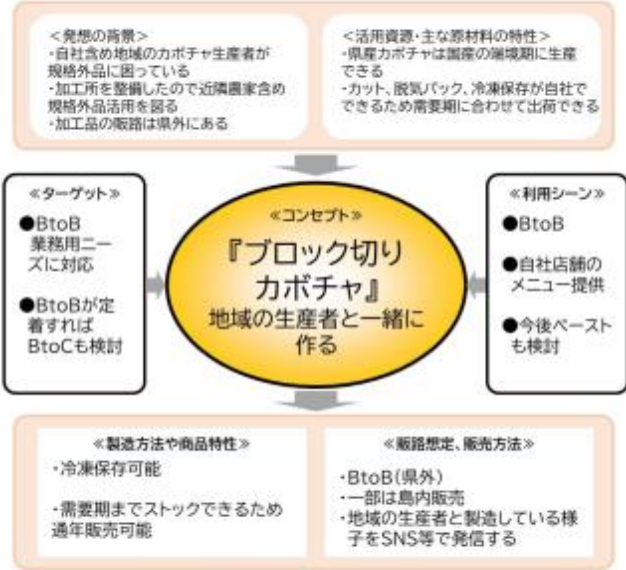 ＜発想の背景＞
・自社含め地域のカボチャ生産者が
規格外品に困っている
・加工所を整備したので近隣農家含め
規格外品活用を図る
・加工品の販路は県外にある
＜活用資源・主な原材料の特性＞
・県産カボチャは国産の端境期に生産
できる
・カット、脱気パック、冷凍保存が自社で
できるため需要期に合わせて出荷できる
≪ターゲット≫
●BtoB
業務用ニー
ズに対応
●BtoBが定
着すれば
BtoCも検討
≪コンセプト≫
『ブロック切り
カボチャ』
地域の生産者と一緒に
作る
≪利用シーン≫
●BtoB
●自社店舗の
メニュー提供
●今後ペースト
も検討
≪製造方法や商品特性≫
・冷凍保存可能
・需要期までストックできるため
通年販売可能
≪販路想定、販売方法≫
・BtoB（県外）
・一部は島内販売
・地域の生産者と製造している様
子をSNS等で発信する